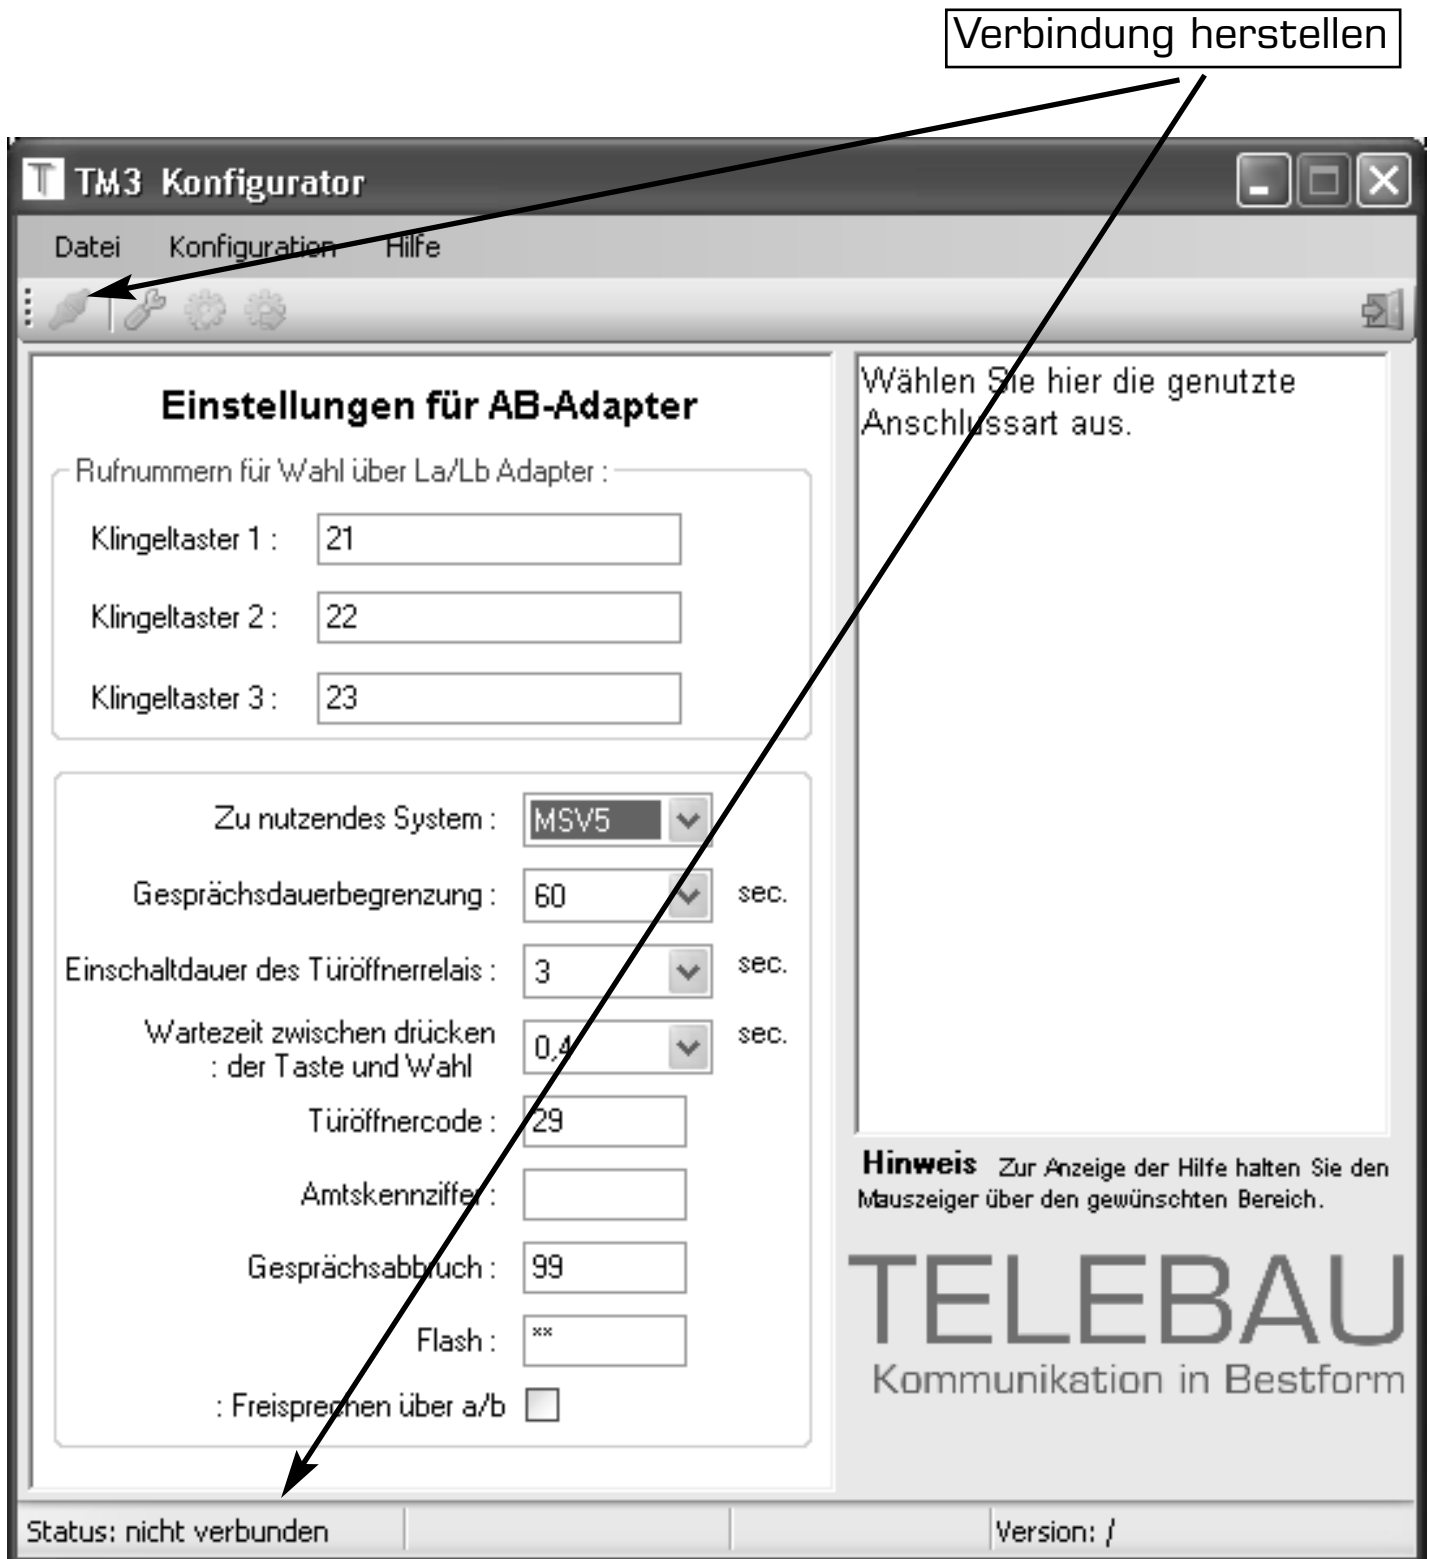 Verbindung herstellen
TM3 Konfigurator
Datei Konfiguration Hilfe
Einstellungen für AB-Adapter
Rufnummern für Wahl über La/Lb Adapter :
Klingeltaster 1 : 21
Klingeltaster 2 : 22
Klingeltaster 3 : 23
Zu nutzendes System : MSV5
Gesprächsdauerbegrenzung : 60 sec.
Einschaltdauer des Türöffnerrelais : 3 sec.
Wartezeit zwischen drücken
: der Taste und Wahl 0,4 sec.
Türöffnercode : 29
Amtskennziffer :
Gesprächsabbruch : 99
Flash : **
: Freisprechen über a/b
Wählen Sie hier die genutzte
Anschlussart aus.
Hinweis Zur Anzeige der Hilfe halten Sie den
Mauszeiger über den gewünschten Bereich.
TELEBAU
Kommunikation in Bestform
Status: nicht verbunden
Version: /